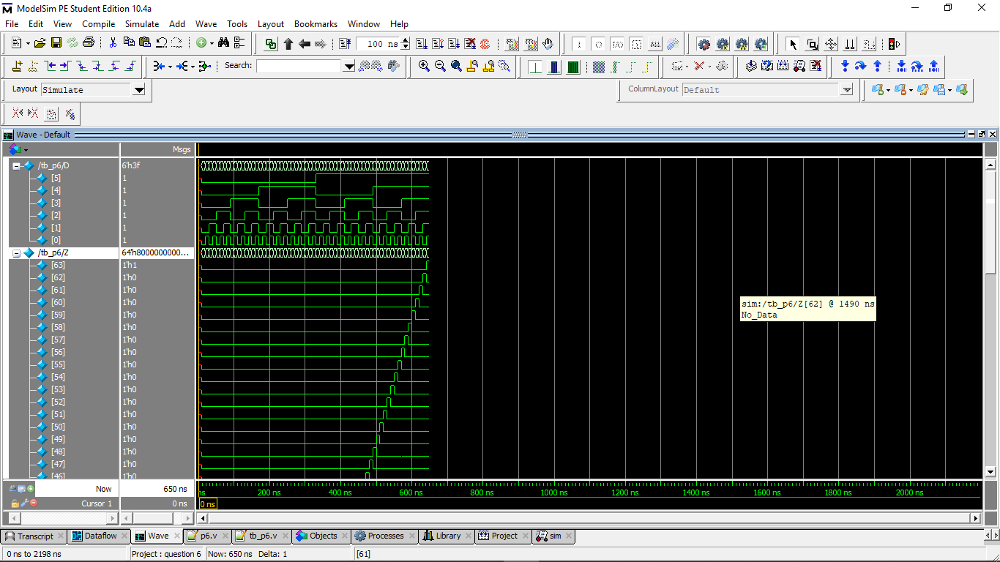 ModelSim PE Student Edition 10.4a
File Edit View Compile Simulate Add Wave Tools Layout Bookmarks Window Help
100 ns
ALL
Search:
Layout Simulate
ColumnLayout Default
Wave - Default
Msgs
/tb_p6/D 6'h3f
[5] 1
[4] 1
[3] 1
[2] 1
[1] 1
[0] 1
/tb_p6/Z 64'h8000000000...
[63] 1'h1
[62] 1'h0
[61] 1'h0
[60] 1'h0
[59] 1'h0
[58] 1'h0
[57] 1'h0
[56] 1'h0
[55] 1'h0
[54] 1'h0
[53] 1'h0
[52] 1'h0
[51] 1'h0
[50] 1'h0
[49] 1'h0
[48] 1'h0
[47] 1'h0
[46] 1'h0
sim:/tb_p6/Z[62] @ 1490 ns
No_Data
Now 650 ns
ns 200 ns 400 ns 600 ns 800 ns 1000 ns 1200 ns 1400 ns 1600 ns 1800 ns 2000 ns
Cursor 1 0 ns
0 ns
Transcript Dataflow Wave p6.v tb_p6.v Objects Processes Library Project sim
0 ns to 2198 ns Project : question 6 Now: 650 ns Delta: 1 [61]